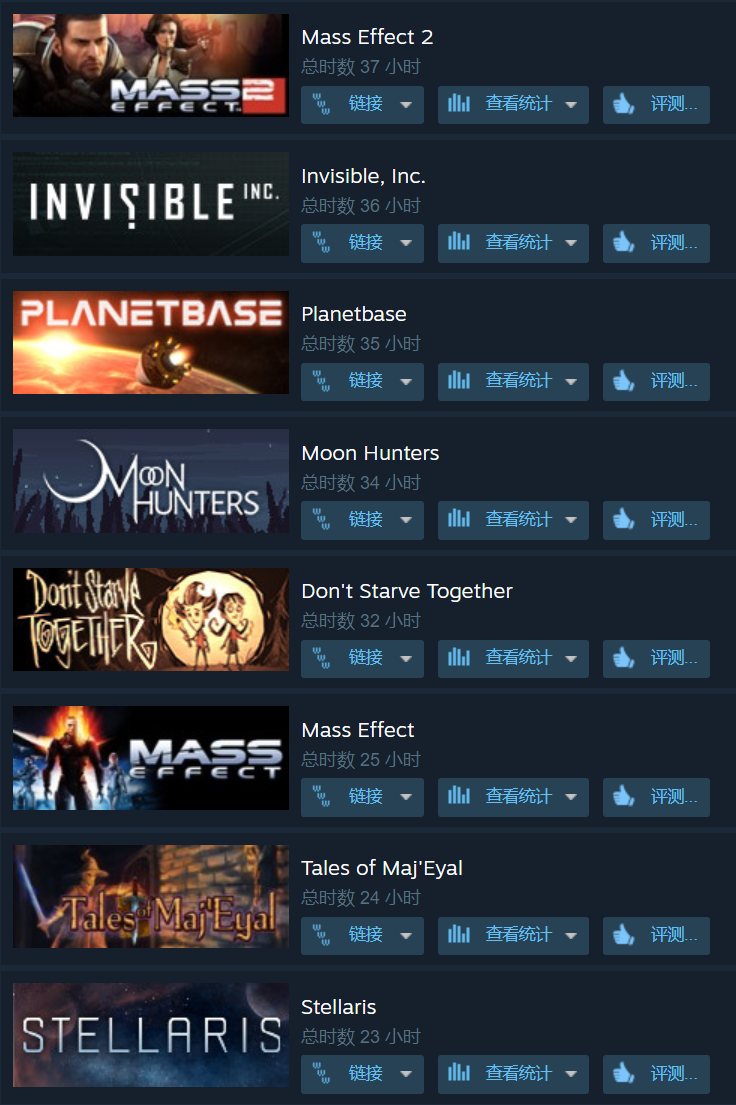 MASS 2
EFFECT
Mass Effect 2
总时数 37 小时
链接 查看统计 评测...
INVISIBLE INC.
Invisible, Inc.
总时数 36 小时
链接 查看统计 评测...
PLANETBASE
Planetbase
总时数 35 小时
链接 查看统计 评测...
MOON
HUNTERS
Moon Hunters
总时数 34 小时
链接 查看统计 评测...
Don't Starve
TOGETHER
Don't Starve Together
总时数 32 小时
链接 查看统计 评测...
MASS
EFFECT
Mass Effect
总时数 25 小时
链接 查看统计 评测...
Tales of Maj'Eyal
Tales of Maj'Eyal
总时数 24 小时
链接 查看统计 评测...
STELLARIS
Stellaris
总时数 23 小时
链接 查看统计 评测...